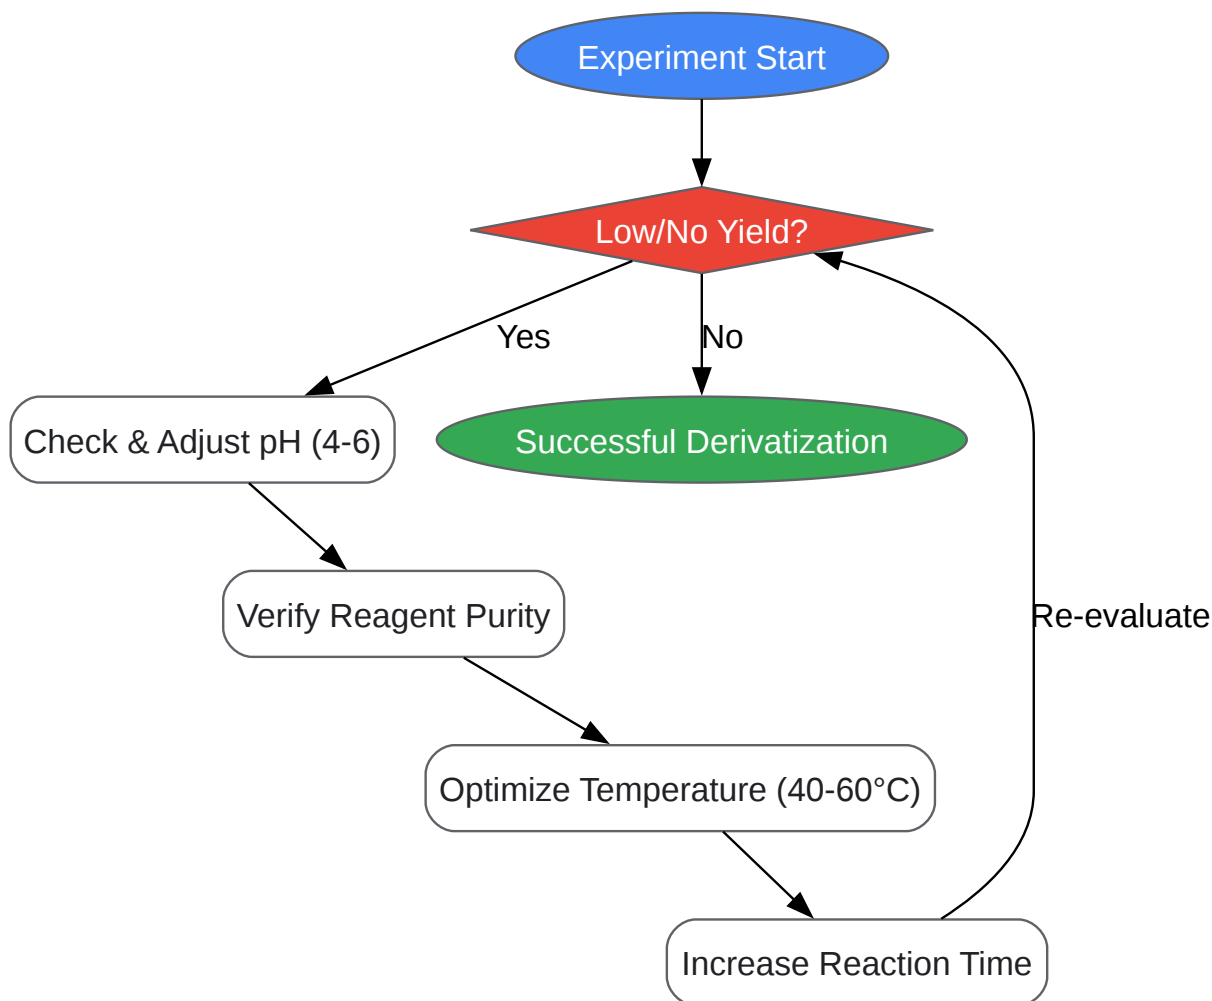 Experiment Start
Low/No Yield?
Yes
No
Check & Adjust pH (4-6)
Successful Derivatization
Verify Reagent Purity
Re-evaluate
Optimize Temperature (40-60°C)
Increase Reaction Time